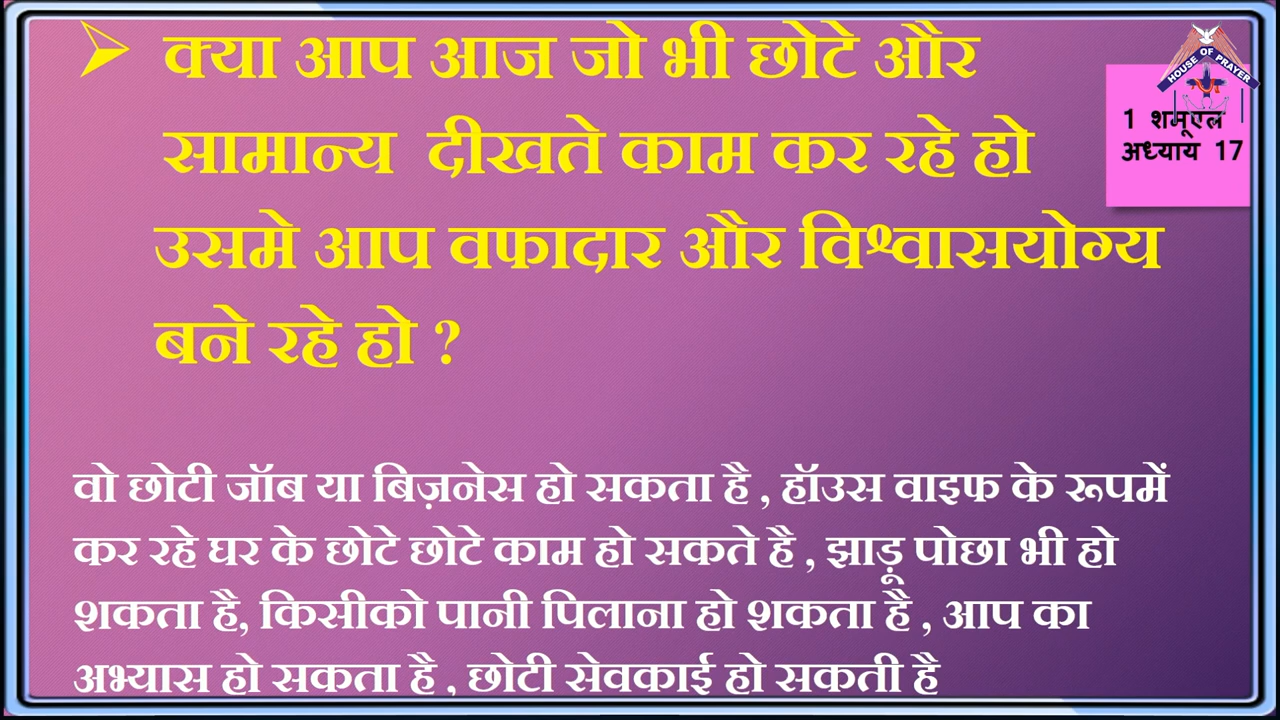 ➢ क्या आप आज जो भी छोटे और
सामान्य दीखते काम कर रहे हो
उसमे आप वफादार और विश्वासयोग्य
बने रहे हो ?
HOUSE OF PRAYER
1 शमूएल
अध्याय 17
वो छोटी जॉब या बिज़नेस हो सकता है , हॉउस वाइफ के रूपमें
कर रहे घर के छोटे छोटे काम हो सकते है , झाड़ू पोछा भी हो
शकता है, किसीको पानी पिलाना हो शकता है , आप का
अभ्यास हो सकता है , छोटी सेवकाई हो सकती है